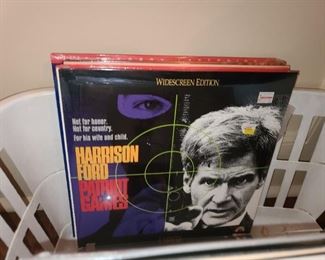 WIDESCREEN EDITION
Not for honor.
Not for country.
For his wife and child.
HARRISON
FORD
PATRIOT
GAMES